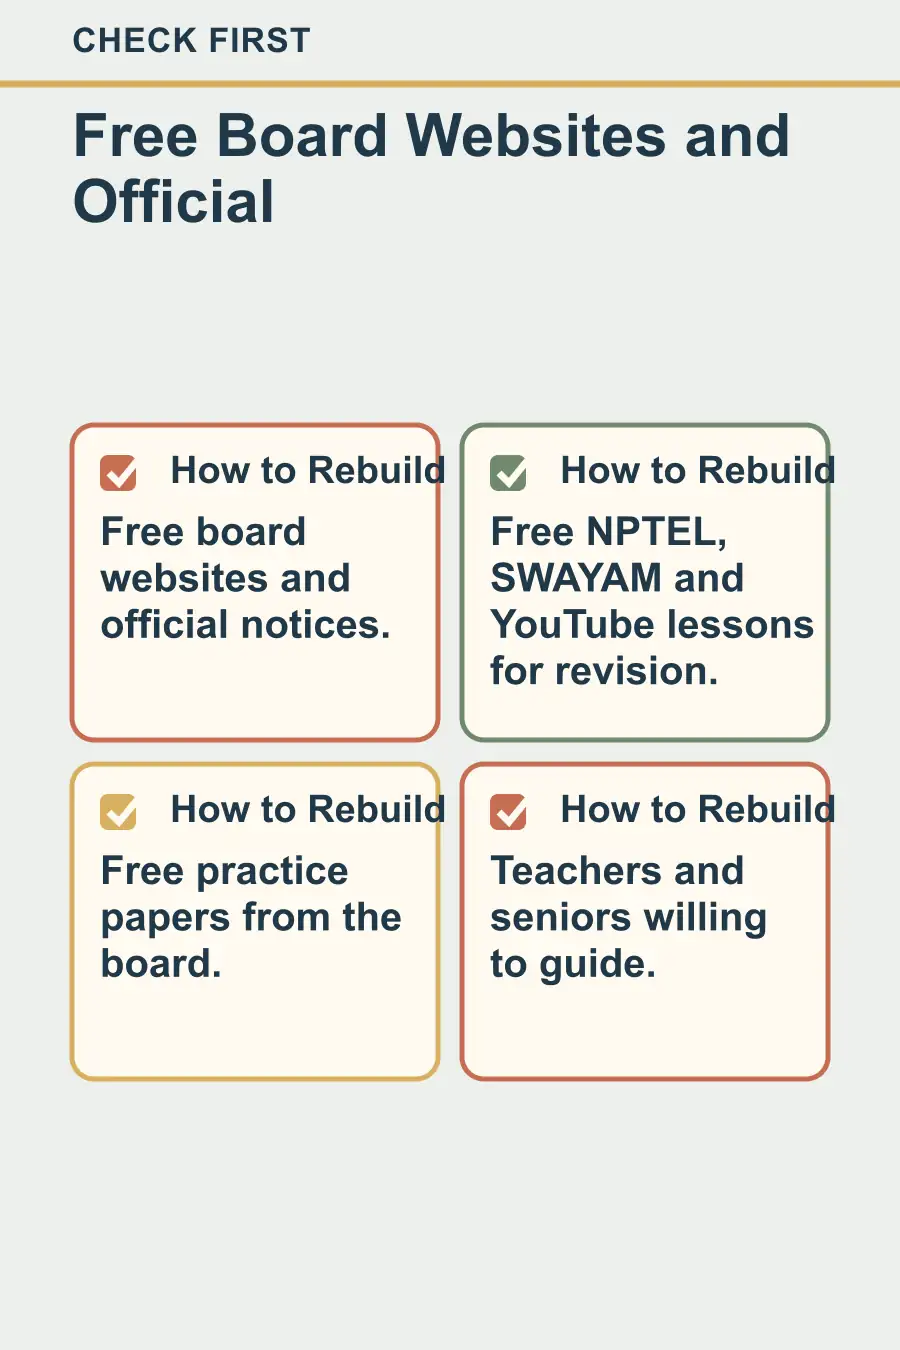 CHECK FIRST
Free Board Websites and
Official
How to Rebuild
Free board
websites and
official notices.
How to Rebuild
Free NPTEL,
SWAYAM and
YouTube lessons
for revision.
How to Rebuild
Free practice
papers from the
board.
How to Rebuild
Teachers and
seniors willing
to guide.